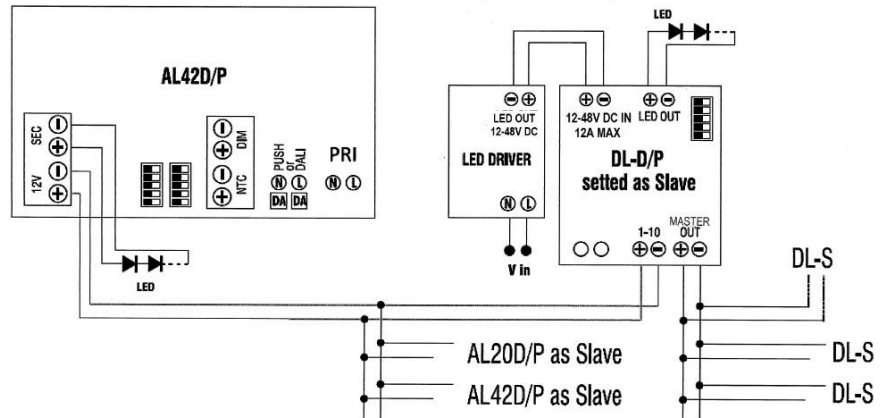 AL42D/P
SEC
12V
DIM
NTC
PUSH
or
DALI
N L
DA DA
PRI
N L
LED
LED
LED OUT
12-48V DC
LED DRIVER
N L
V in
12-48V DC IN
12A MAX
LED OUT
DL-D/P
setted as Slave
1-10
MASTER
OUT
DL-S
AL20D/P as Slave
DL-S
AL42D/P as Slave
DL-S